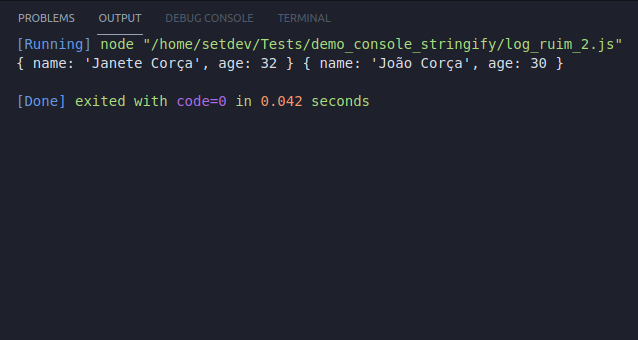 PROBLEMS OUTPUT DEBUG CONSOLE TERMINAL
[Running] node "/home/setdev/Tests/demo_console_stringify/log_ruim_2.js"
{ name: 'Janete Corça', age: 32 } { name: 'João Corça', age: 30 }
[Done] exited with code=0 in 0.042 seconds